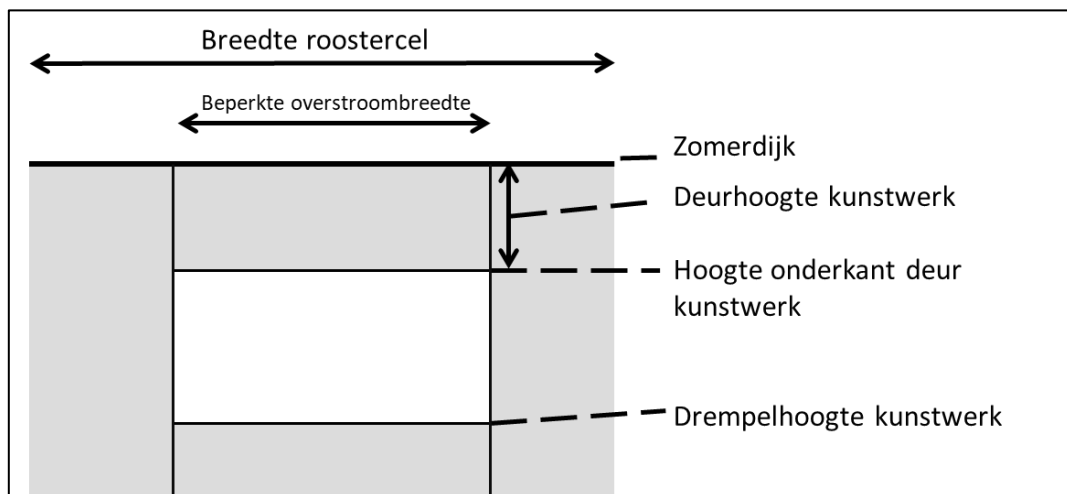 Breedte roostercel
Beperkte overstroombreedte
Zomerdijk
Deurhoogte kunstwerk
Hoogte onderkant deur
kunstwerk
Drempelhoogte kunstwerk